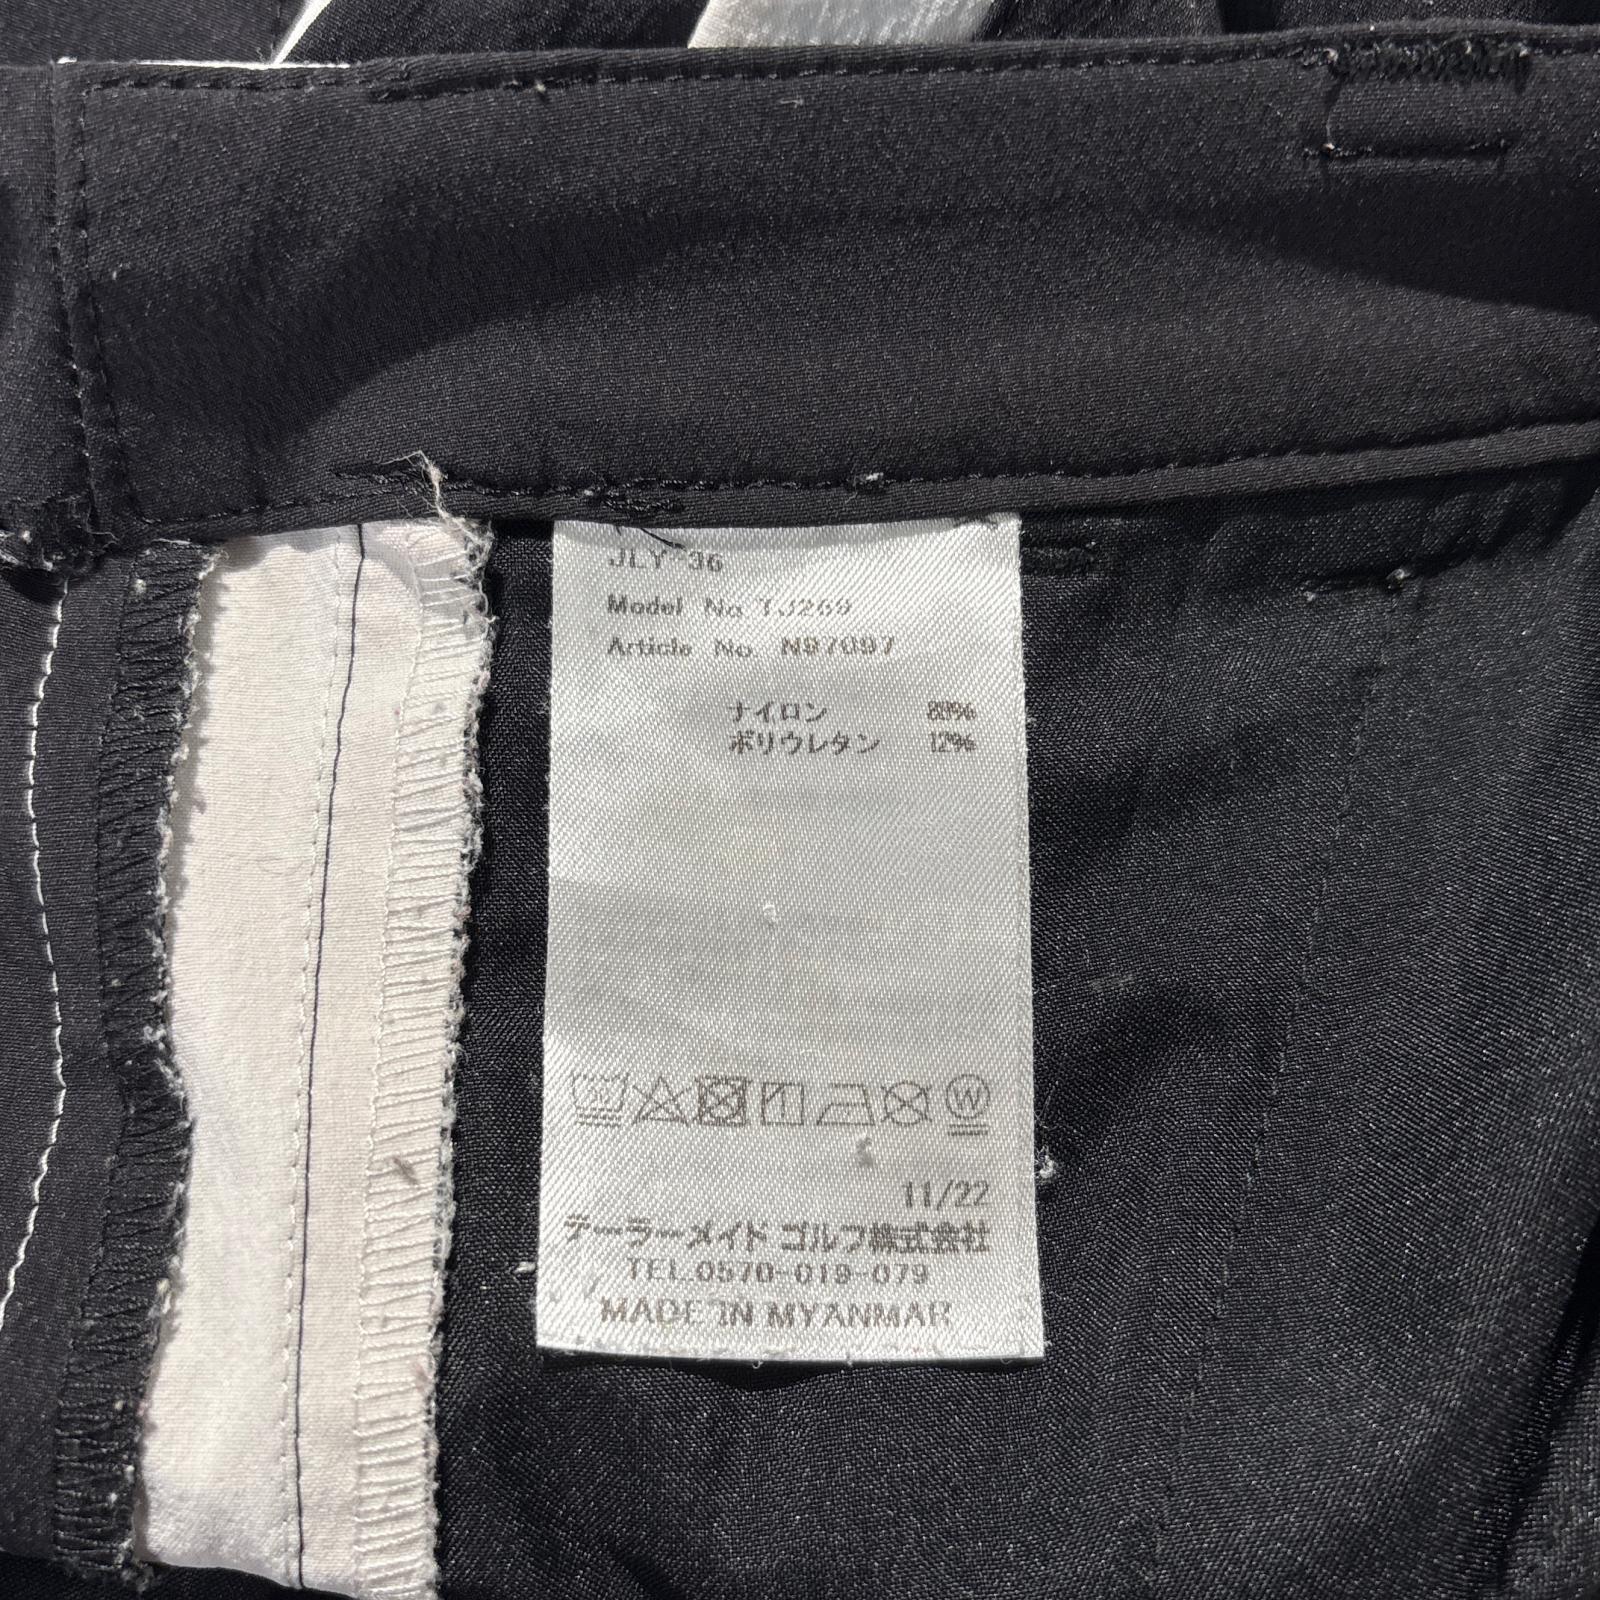 JLY 36
Model No TJ269
Article No. N97097
ナイロン 88%
ポリウレタン 12%
30
W
11/22
テーラーメイド ゴルフ株式会社
TEL.0570-019-079
MADE IN MYANMAR